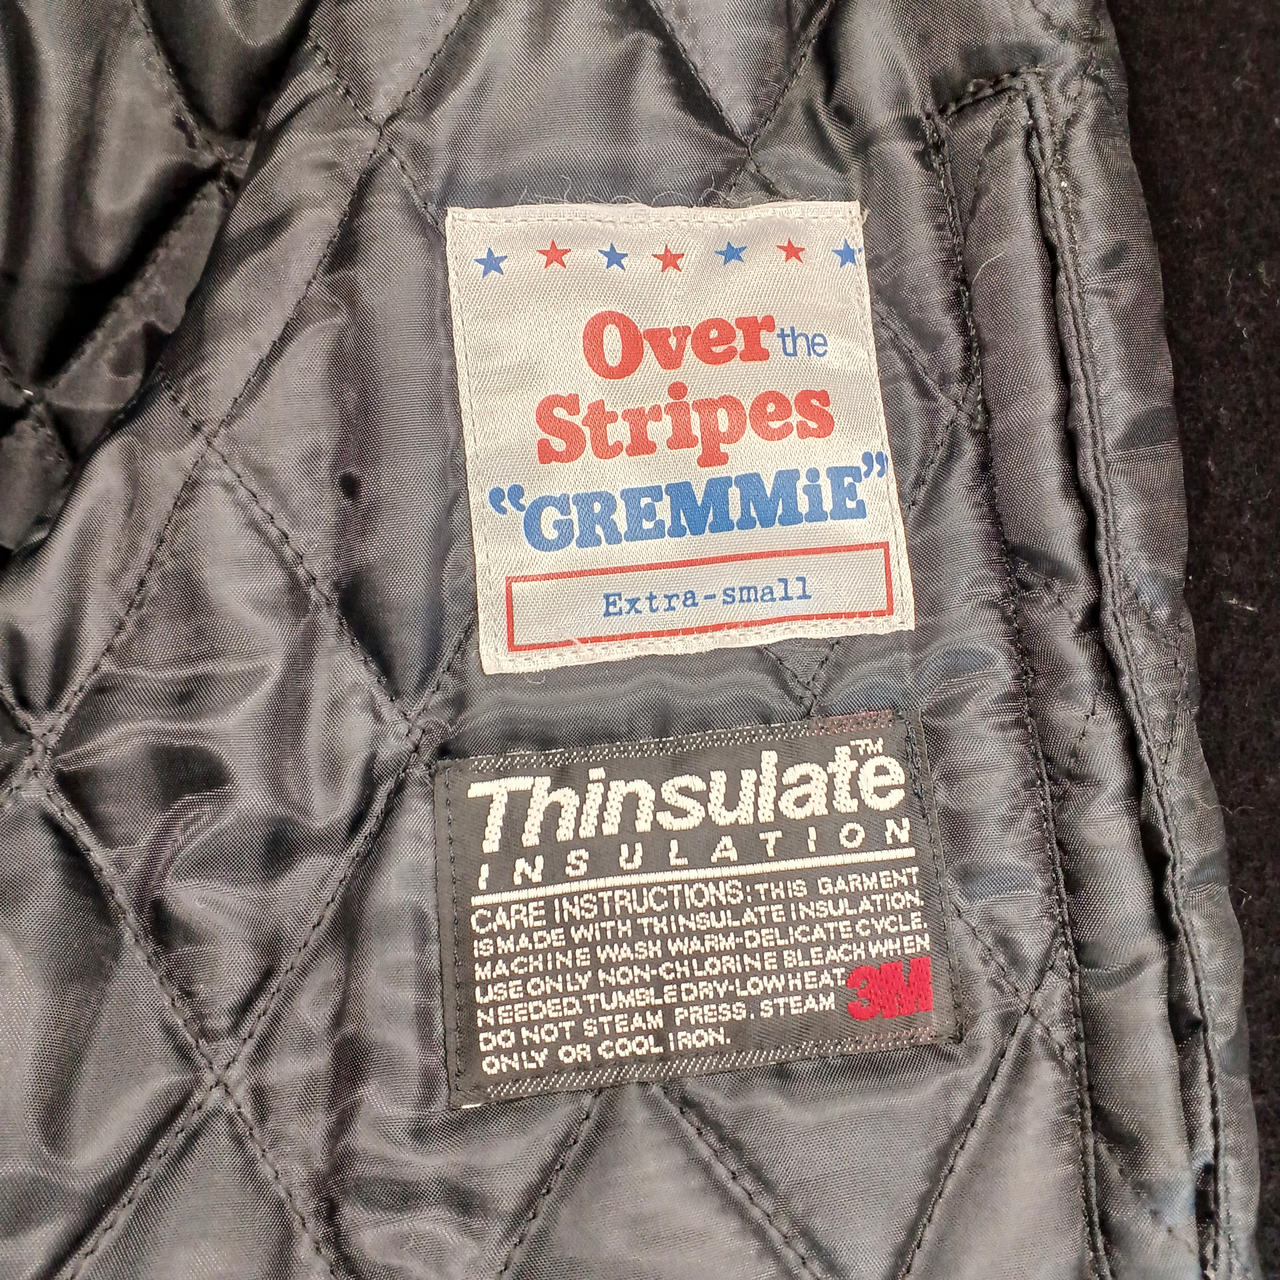 Over the
Stripes
“GREMMiE”
Extra-small
Thinsulate™
INSULATION
CARE INSTRUCTIONS: THIS GARMENT
IS MADE WITH THINSULATE INSULATION.
MACHINE WASH WARM-DELICATE CYCLE.
USE ONLY NON-CHLORINE BLEACH WHEN
NEEDED. TUMBLE DRY-LOW HEAT.
DO NOT STEAM PRESS. STEAM
ONLY OR COOL IRON.
3M